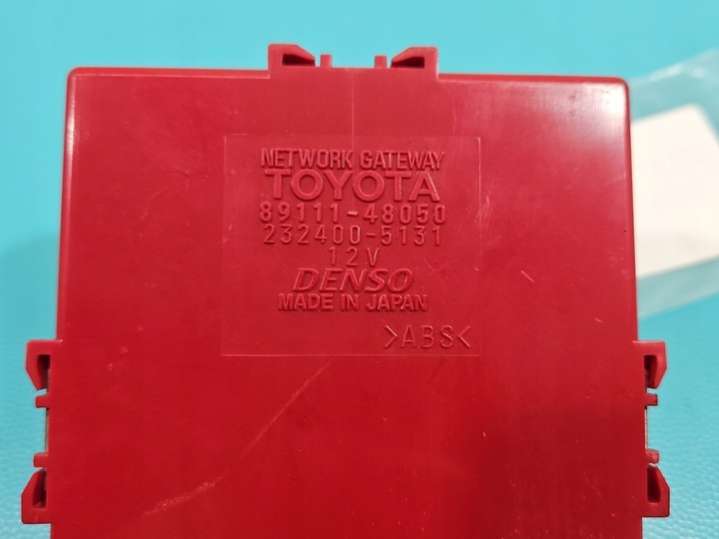 NETWORK GATEWAY
TOYOTA
89111-48050
232400-5131
12V
DENSO
MADE IN JAPAN
>ABS<